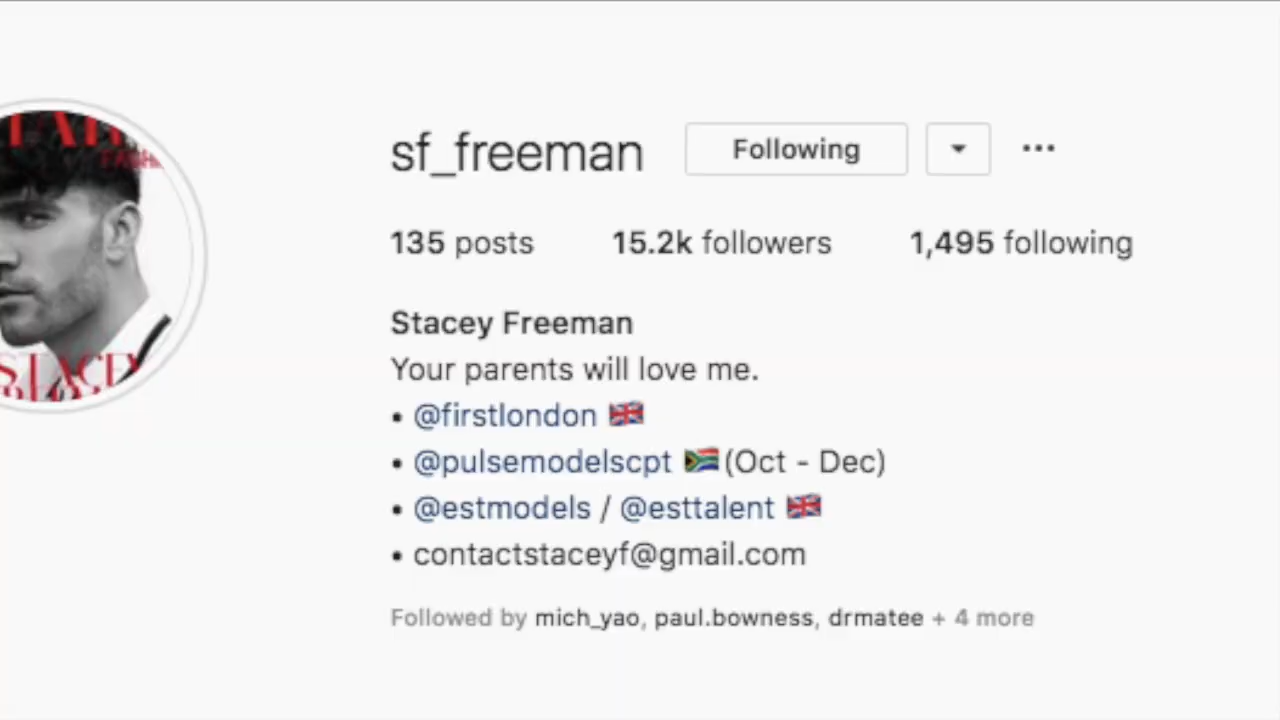 sf_freeman Following
135 posts 15.2k followers 1,495 following
Stacey Freeman
Your parents will love me.
• @firstlondon 🇬🇧
• @pulsemodelscpt 🇿🇦(Oct - Dec)
• @estmodels / @esttalent 🇬🇧
• contactstaceyf@gmail.com
Followed by mich_yao, paul.bowness, drmatee + 4 more
STACEY